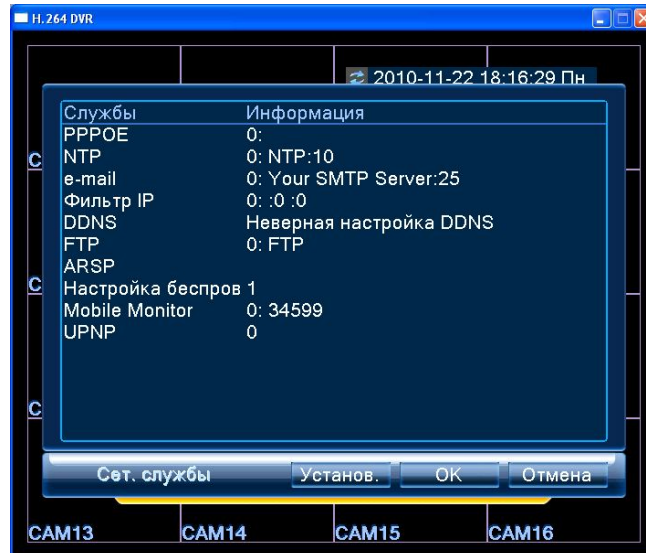 H.264 DVR
2010-11-22 18:16:29 Пн
Службы Информация
PPPOE 0:
NTP 0: NTP:10
e-mail 0: Your SMTP Server:25
Фильтр IP 0: :0 :0
DDNS Неверная настройка DDNS
FTP 0: FTP
ARSP
Настройка беспров 1
Mobile Monitor 0: 34599
UPNP 0
Сет. службы Установ. OK Отмена
CAM13 CAM14 CAM15 CAM16